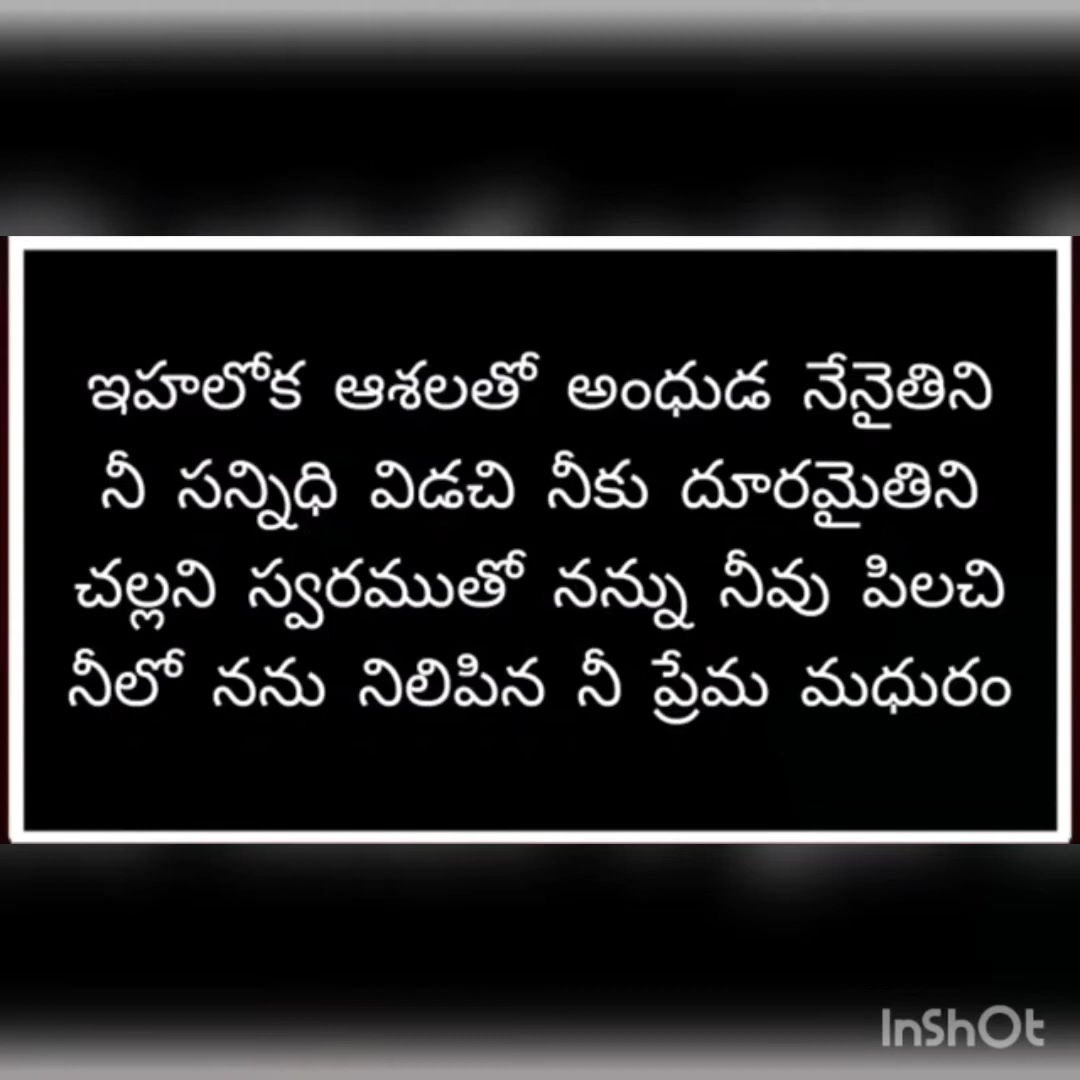 ఇహలోక ఆశలతో అంధుడ నేనైతిని
నీ సన్నిధి విడచి నీకు దూరమైతిని
చల్లని స్వరముతో నన్ను నీవు పిలచి
నీలో నను నిలిపిన నీ ప్రేమ మధురం
InShOt